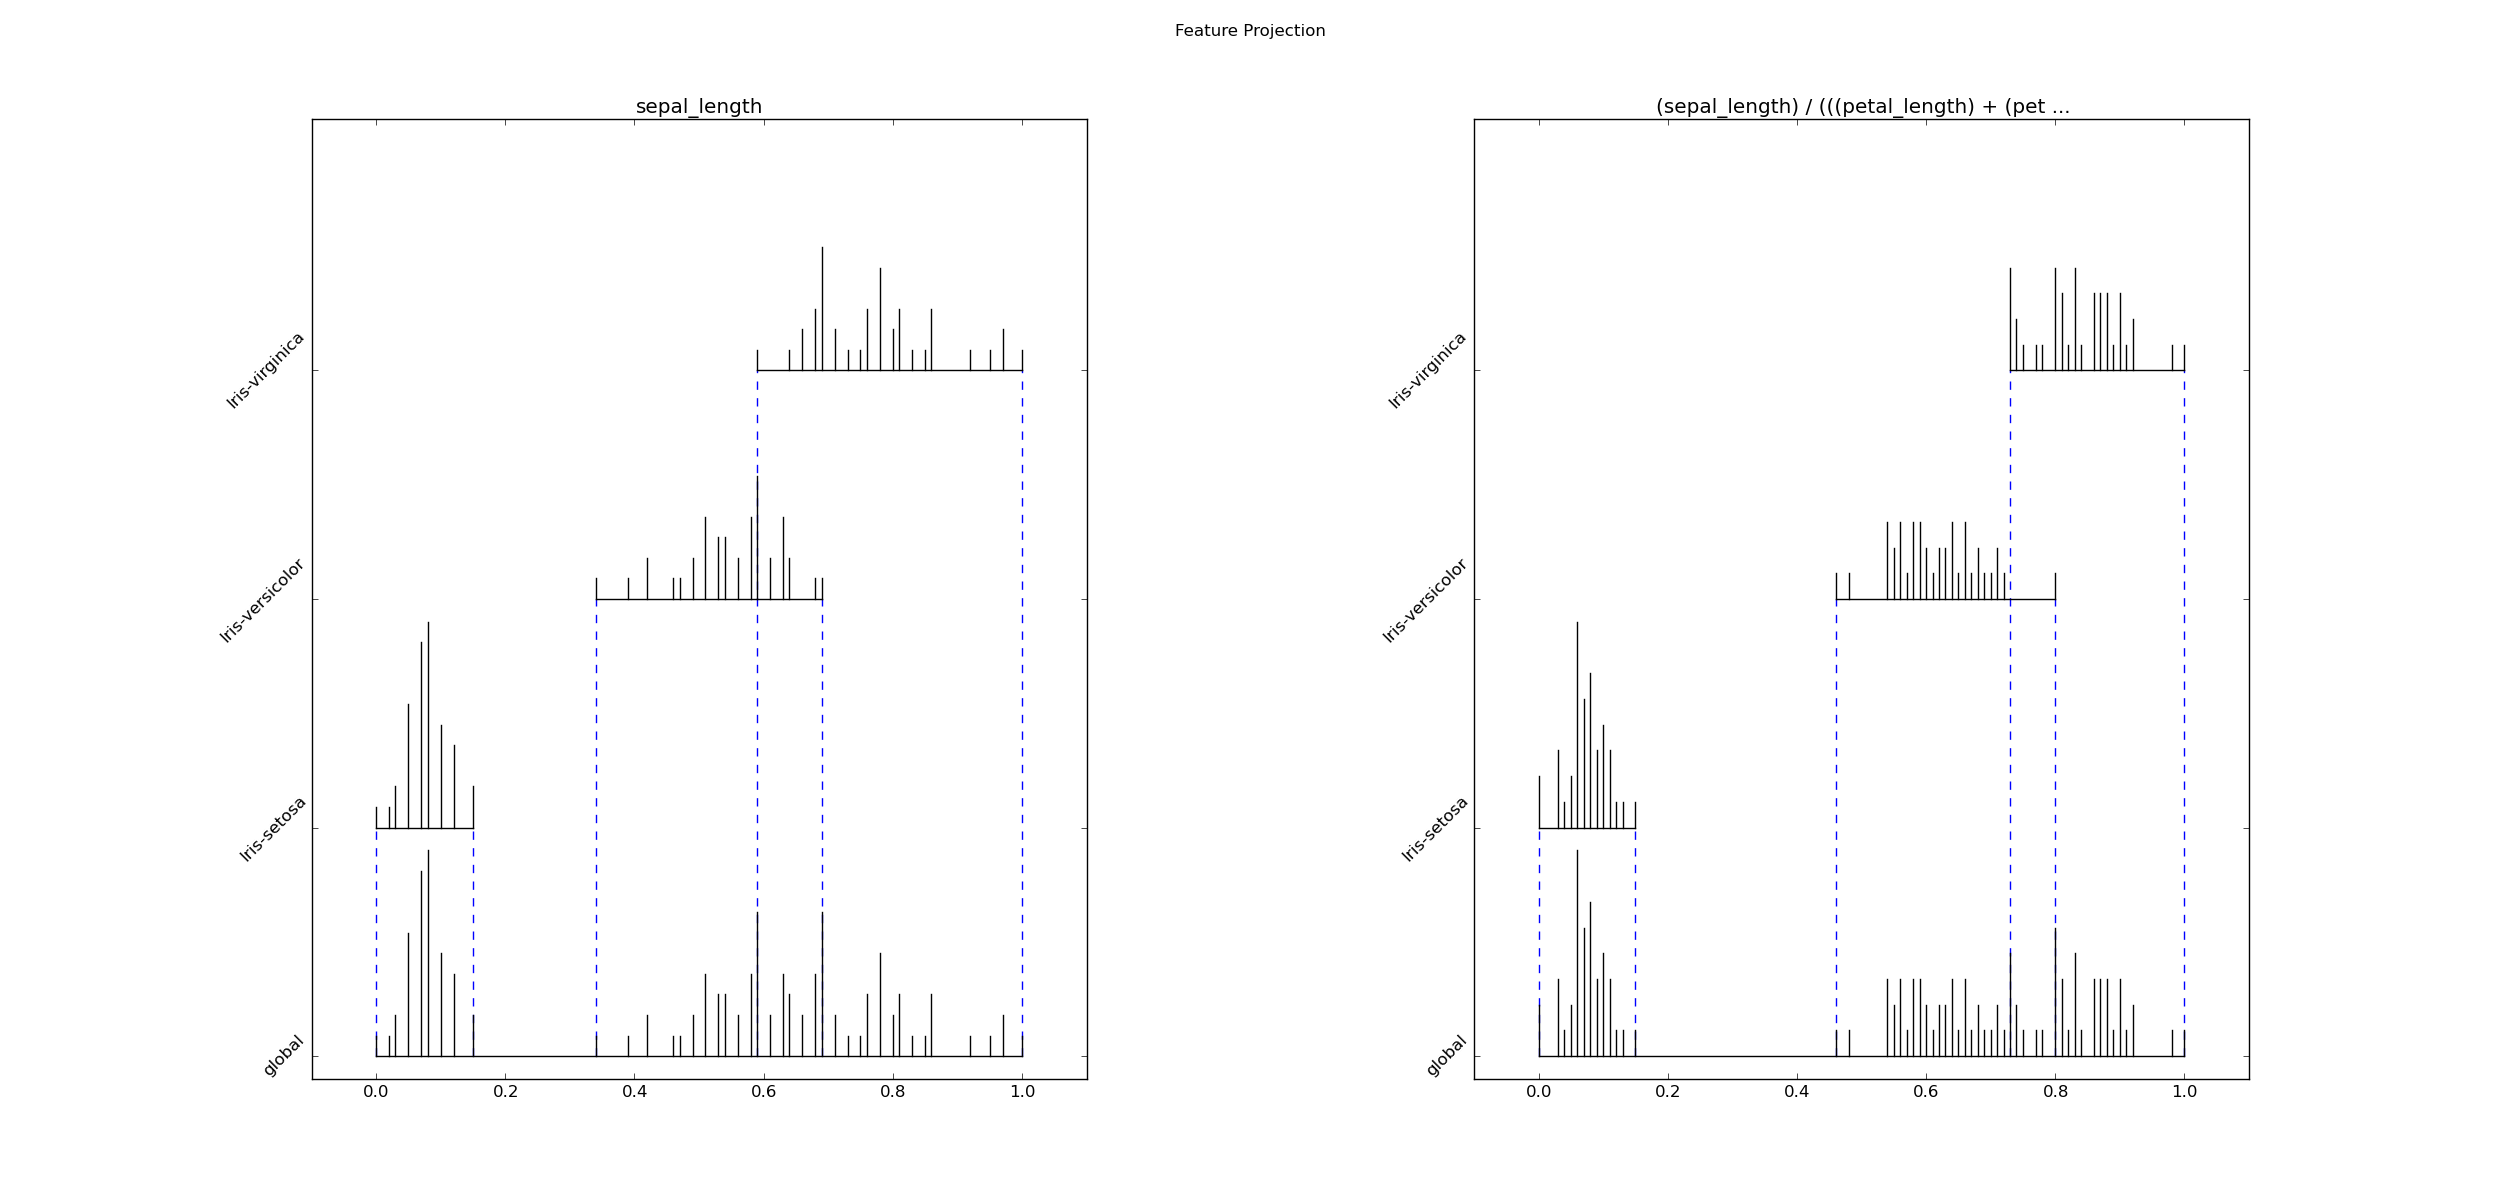 Feature Projection
sepal_length
Iris-virginica
Iris-versicolor
Iris-setosa
global
0.0 0.2 0.4 0.6 0.8 1.0
(sepal_length) / (((petal_length) + (pet ...
Iris-virginica
Iris-versicolor
Iris-setosa
global
0.0 0.2 0.4 0.6 0.8 1.0